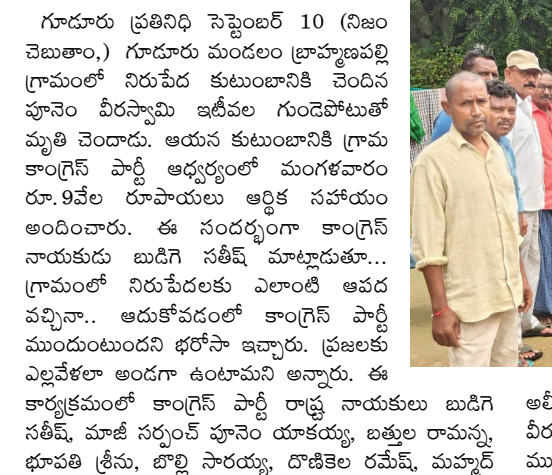 గూడూరు ప్రతినిధి సెప్టెంబర్ 10 (నిజం
చెబుతాం,) గూడూరు మండలం బ్రాహ్మణపల్లి
గ్రామంలో నిరుపేద కుటుంబానికి చెందిన
పూనెం వీరస్వామి ఇటీవల గుండెపోటుతో
మృతి చెందాడు. ఆయన కుటుంబానికి గ్రామ
కాంగ్రెస్ పార్టీ ఆధ్వర్యంలో మంగళవారం
రూ.9వేల రూపాయలు ఆర్థిక సహాయం
అందించారు. ఈ సందర్భంగా కాంగ్రెస్
నాయకుడు బుడిగె సతీష్ మాట్లాడుతూ...
గ్రామంలో నిరుపేదలకు ఎలాంటి ఆపద
వచ్చినా.. ఆదుకోవడంలో కాంగ్రెస్ పార్టీ
ముందుంటుందని భరోసా ఇచ్చారు. ప్రజలకు
ఎల్లవేళలా అండగా ఉంటామని అన్నారు. ఈ
కార్యక్రమంలో కాంగ్రెస్ పార్టీ రాష్ట్ర నాయకులు బుడిగె
సతీష్, మాజీ సర్పంచ్ పూనెం యాకయ్య, బత్తుల రామన్న,
భూపతి శ్రీను, బొల్లి సారయ్య, దొణికెల రమేష్, మహ్మద్